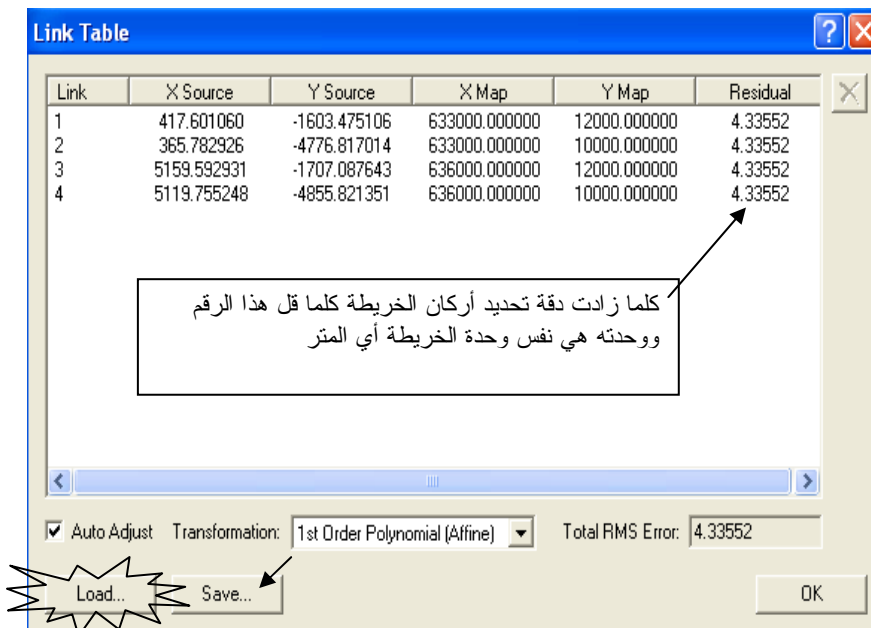 Link Table
Link X Source Y Source X Map Y Map Residual
1 417.601060 -1603.475106 633000.000000 12000.000000 4.33552
2 365.782926 -4776.817014 633000.000000 10000.000000 4.33552
3 5159.592931 -1707.087643 636000.000000 12000.000000 4.33552
4 5119.755248 -4855.821351 636000.000000 10000.000000 4.33552
كلما زادت دقة تحديد أركان الخريطة كلما قل هذا الرقم
ووحدته هي نفس وحدة الخريطة أي المتر
Auto Adjust Transformation: 1st Order Polynomial (Affine) Total RMS Error: 4.33552
Load... Save... OK